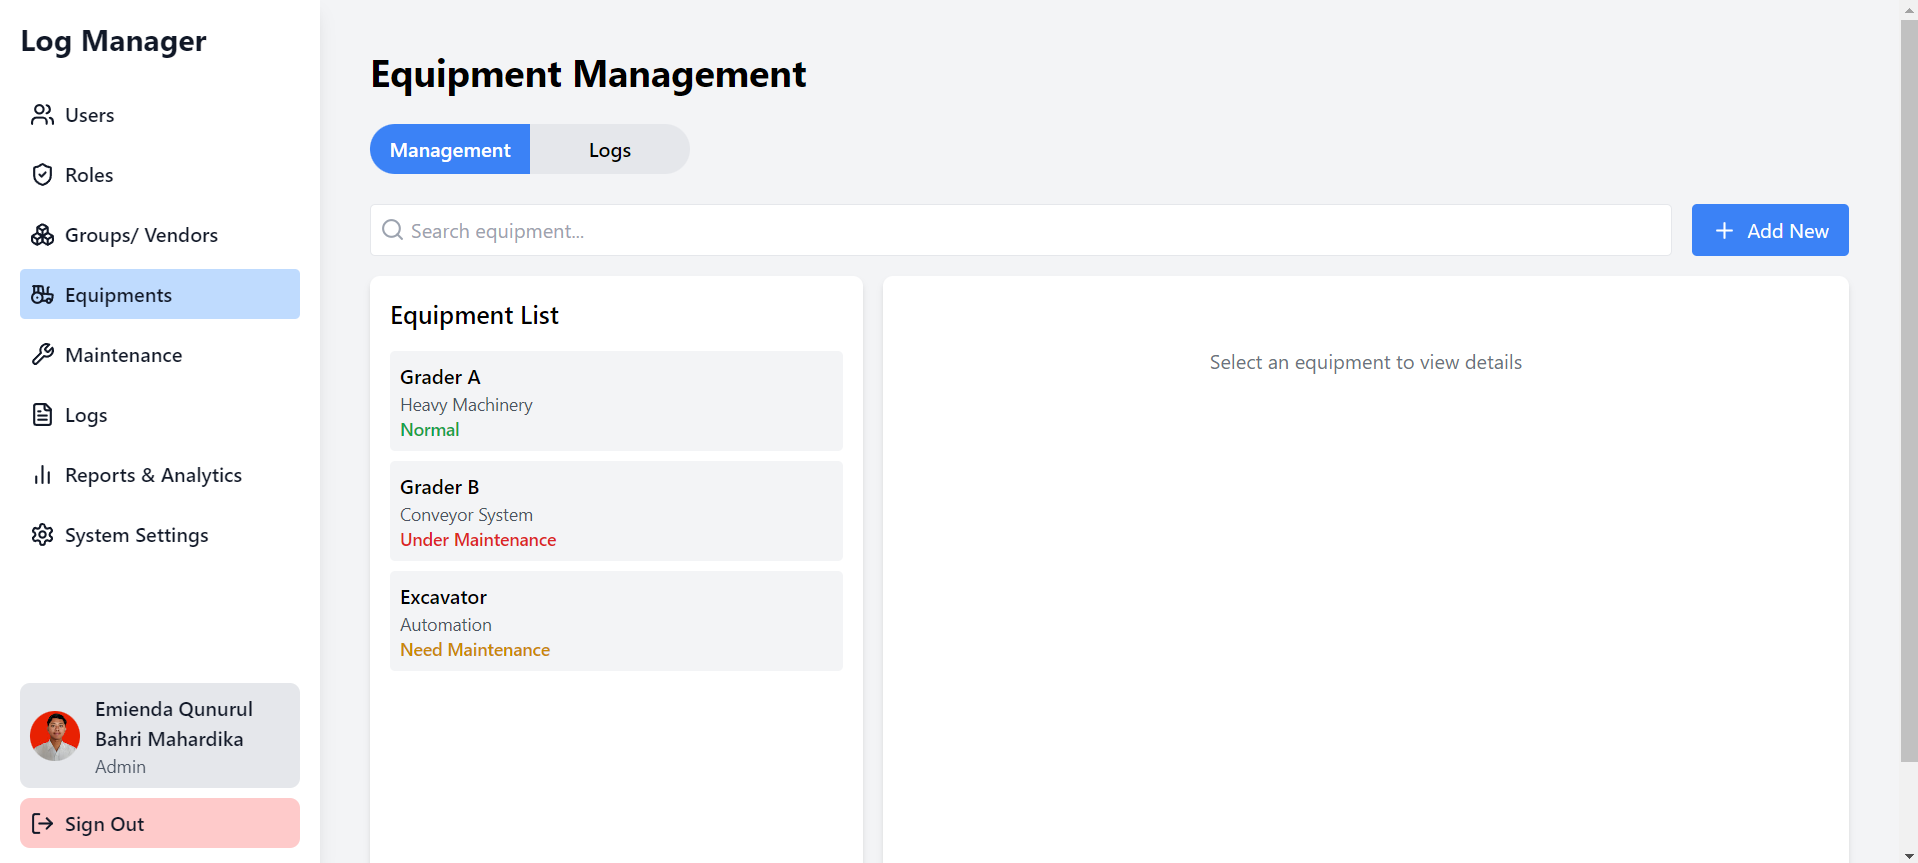 Log Manager
Users
Roles
Groups/ Vendors
Equipments
Maintenance
Logs
Reports & Analytics
System Settings
Emienda Qunurul
Bahri Mahardika
Admin
Sign Out
Equipment Management
Management
Logs
Search equipment...
Add New
Equipment List
Grader A
Heavy Machinery
Normal
Grader B
Conveyor System
Under Maintenance
Excavator
Automation
Need Maintenance
Select an equipment to view details